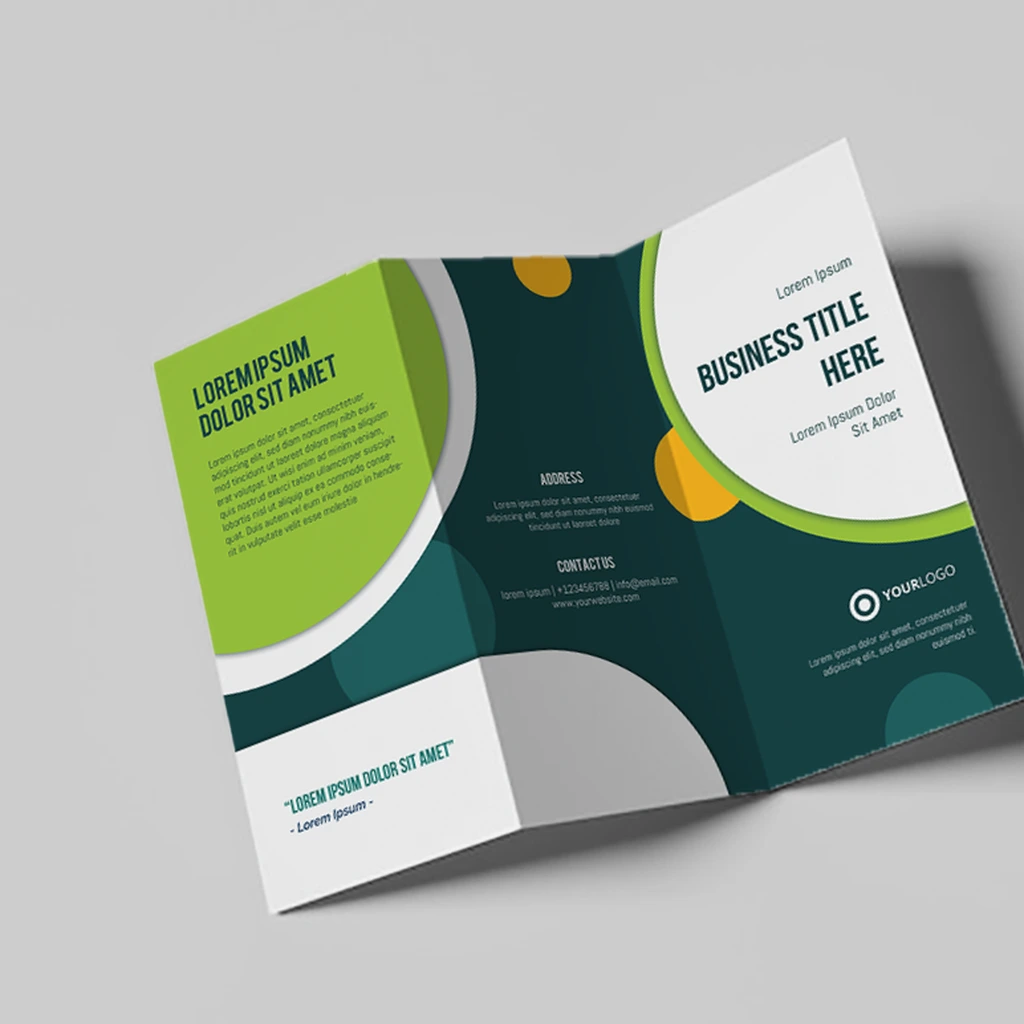 LOREM IPSUM
DOLOR SIT AMET
Lorem ipsum dolor sit amet, consectetuer
adipiscing elit, sed diam nonummy nibh euis-
mod tincidunt ut laoreet dolore magna aliquam
erat volutpat. Ut wisi enim ad minim veniam,
quis nostrud exerci tation ullamcorper suscipit
lobortis nisl ut aliquip ex ea commodo conse-
quat. Duis autem vel eum iriure dolor in hendre-
rit in vulputate velit esse molestie
“LOREM IPSUM DOLOR SIT AMET”
- Lorem Ipsum -
ADDRESS
Lorem ipsum dolor sit amet, consectetuer
adipiscing elit, sed diam nonummy nibh euismod
tincidunt ut laoreet dolore
CONTACT US
lorem ipsum | +123456788 | info@email.com
www.yourwebsite.com
Lorem Ipsum
BUSINESS TITLE
HERE
Lorem Ipsum Dolor
Sit Amet
YOURLOGO
Lorem ipsum dolor sit amet, consectetuer
adipiscing elit, sed diam nonummy nibh
euismod ti.